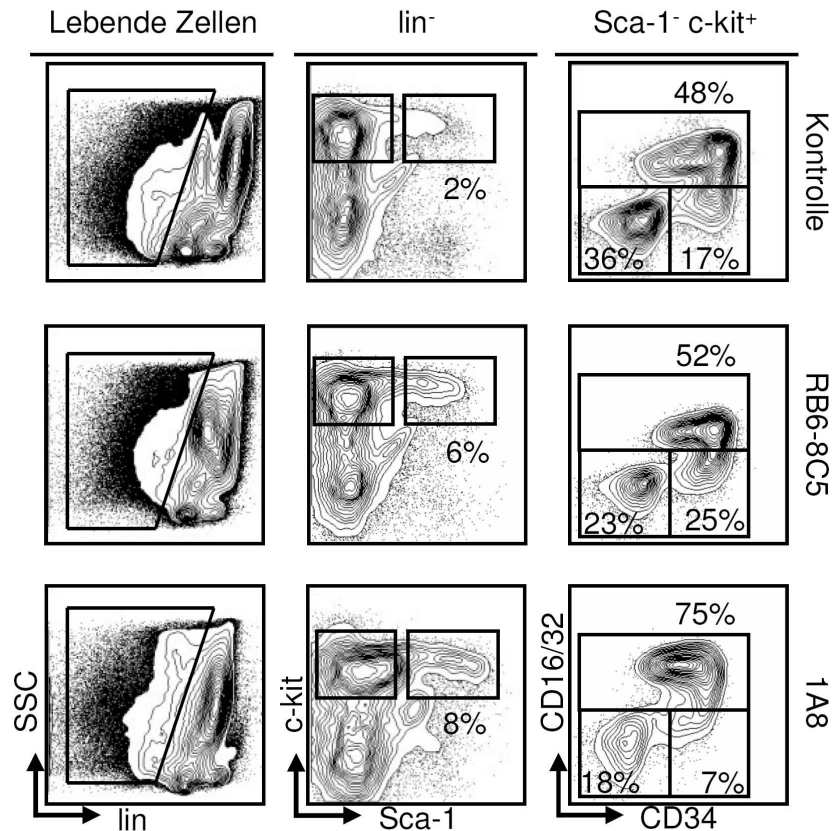 Lebende Zellen lin⁻ Sca-1⁻ c-kit⁺
48%
2%
36% 17%
Kontrolle
52%
6%
23% 25%
RB6-8C5
75%
8%
18% 7%
1A8
SSC
lin
c-kit
Sca-1
CD16/32
CD34